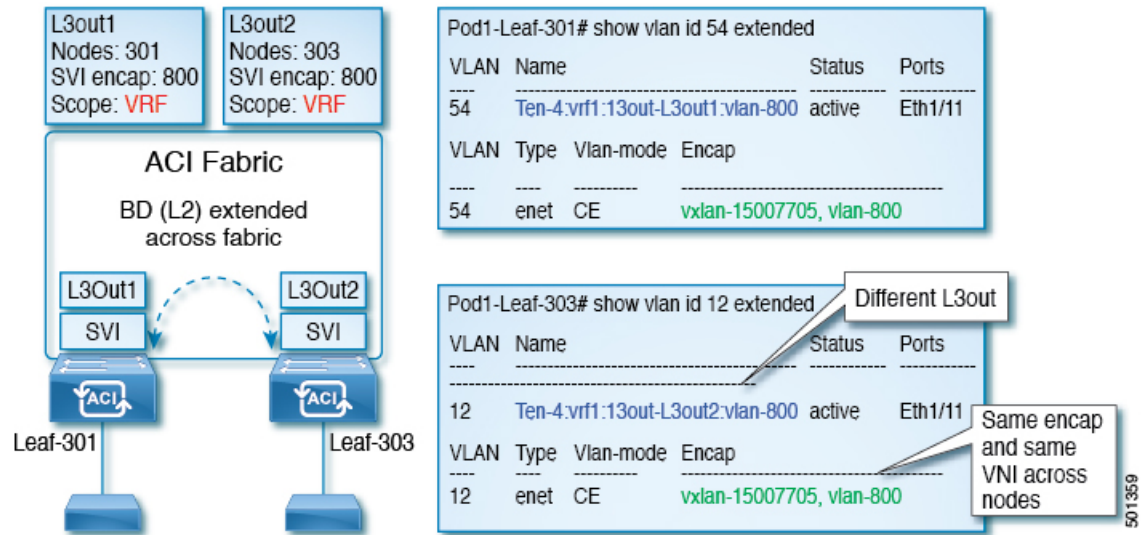 L3out1
Nodes: 301
SVI encap: 800
Scope: VRF
L3out2
Nodes: 303
SVI encap: 800
Scope: VRF
ACI Fabric
BD (L2) extended
across fabric
L3Out1
SVI
L3Out2
SVI
ACI
ACI
Leaf-301
Leaf-303
Pod1-Leaf-301# show vlan id 54 extended
VLAN Name Status Ports
---- -------------------------------- ---------------- ----------------
54 Ten-4:vrf1:13out-L3out1:vlan-800 active Eth1/11
VLAN Type Vlan-mode Encap
---- ---- ---------- -------------------------------
54 enet CE vxlan-15007705, vlan-800
Pod1-Leaf-303# show vlan id 12 extended
Different L3out
VLAN Name Status Ports
---- -------------------------------- ---------------- ----------------
--------------------------------------------
12 Ten-4:vrf1:13out-L3out2:vlan-800 active Eth1/11
VLAN Type Vlan-mode Encap
---- ---- ---------- -------------------------------
12 enet CE vxlan-15007705, vlan-800
Same encap
and same
VNI across
nodes
501359